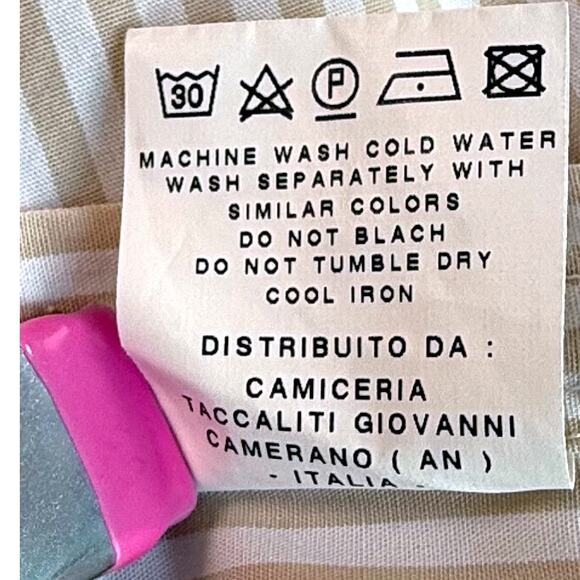 30
P
MACHINE WASH COLD WATER
WASH SEPARATELY WITH
SIMILAR COLORS
DO NOT BLACH
DO NOT TUMBLE DRY
COOL IRON
DISTRIBUITO DA :
CAMICERIA
TACCALITI GIOVANNI
CAMERANO ( AN )
- ITALIA -